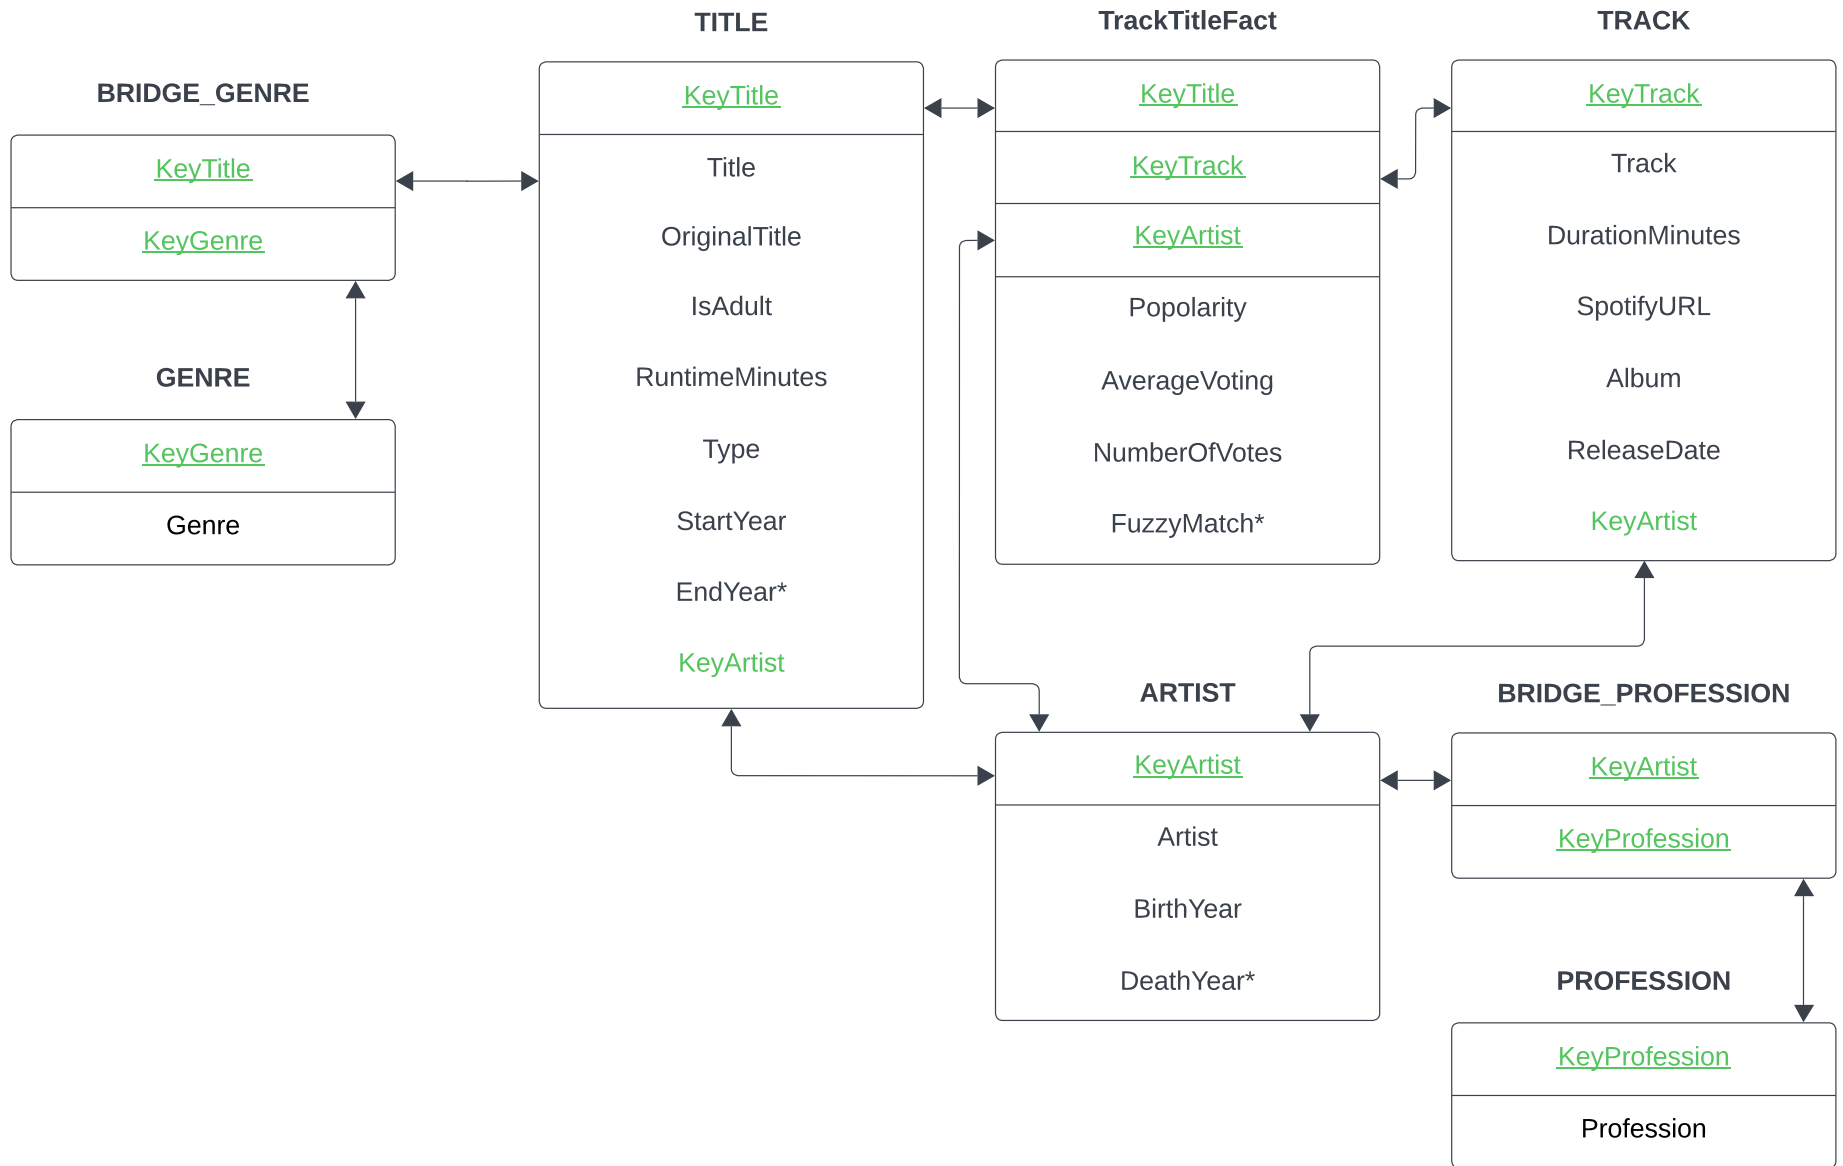 BRIDGE_GENRE
KeyTitle
KeyGenre
GENRE
KeyGenre
Genre
TITLE
KeyTitle
Title
OriginalTitle
IsAdult
RuntimeMinutes
Type
StartYear
EndYear*
KeyArtist
TrackTitleFact
KeyTitle
KeyTrack
KeyArtist
Popolarity
AverageVoting
NumberOfVotes
FuzzyMatch*
TRACK
KeyTrack
Track
DurationMinutes
SpotifyURL
Album
ReleaseDate
KeyArtist
ARTIST
KeyArtist
Artist
BirthYear
DeathYear*
BRIDGE_PROFESSION
KeyArtist
KeyProfession
PROFESSION
KeyProfession
Profession